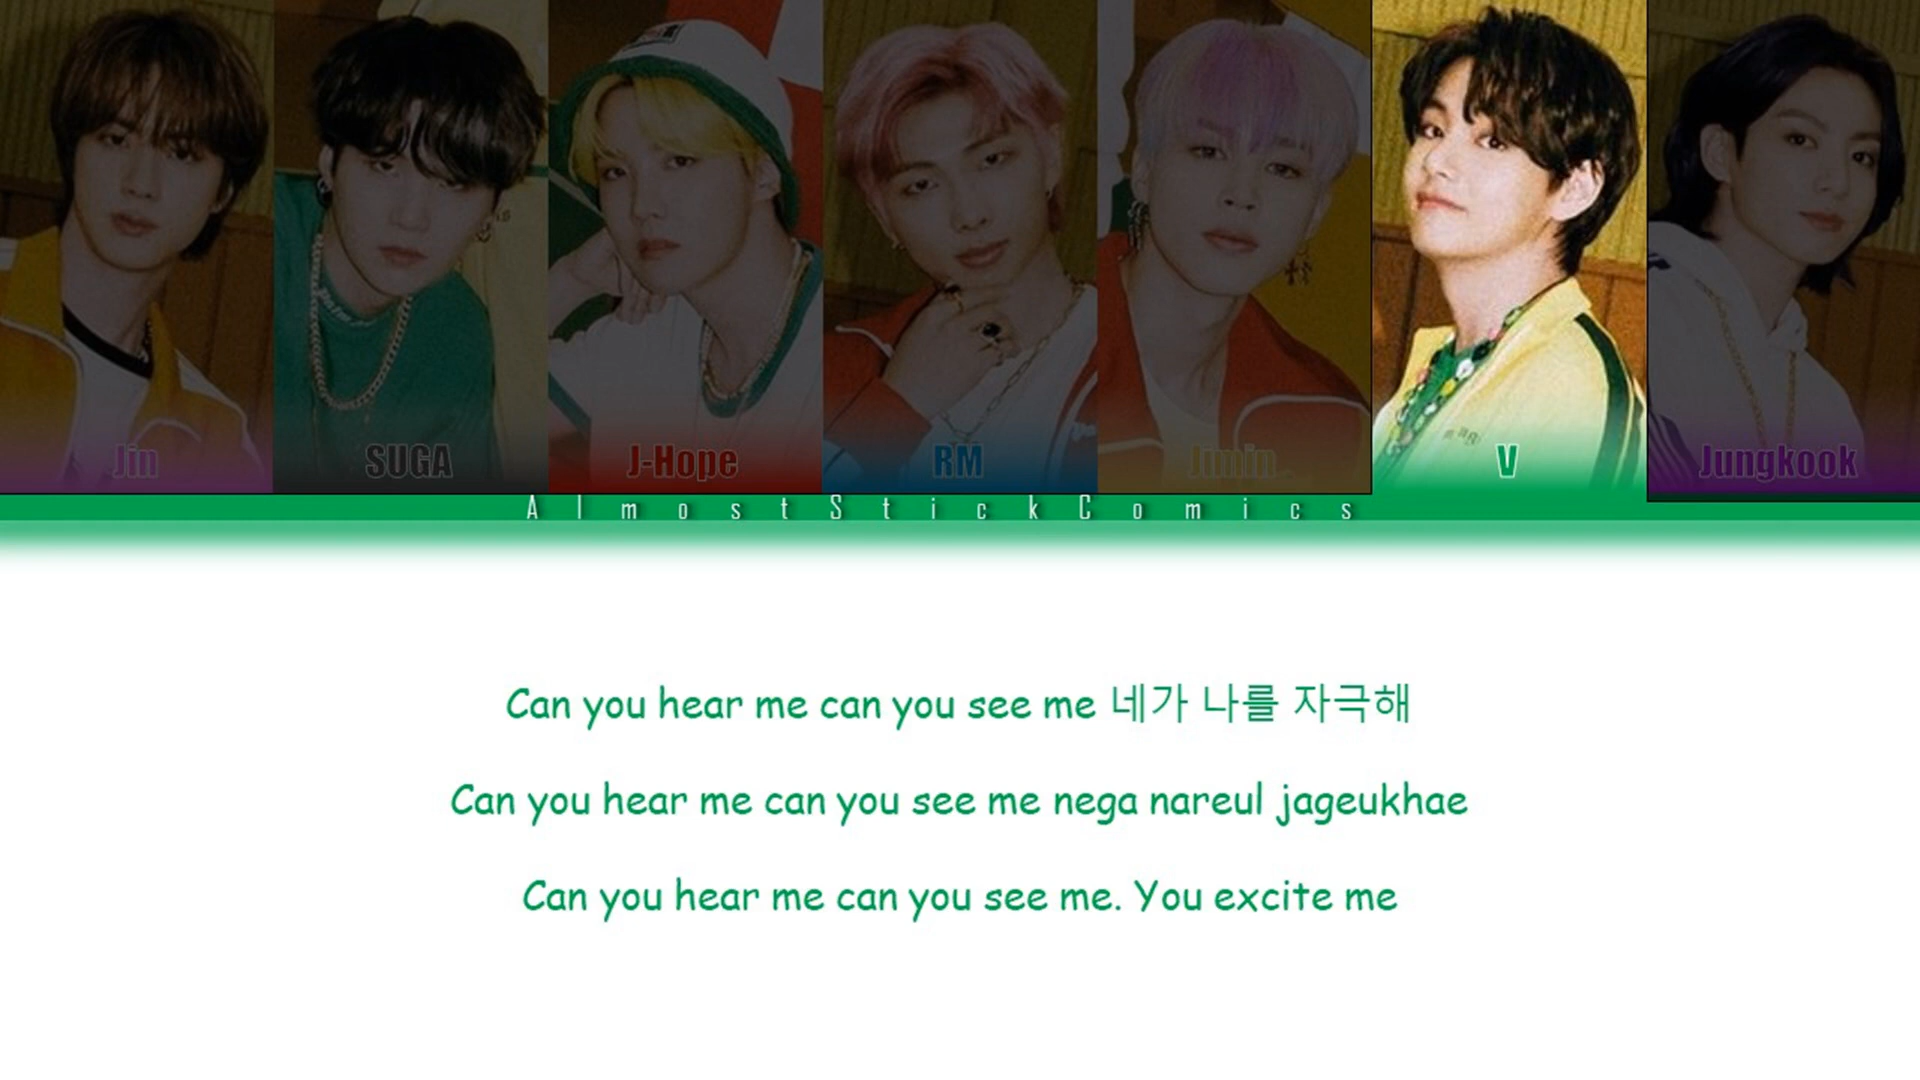 Jin SUGA J-Hope RM Jimin V Jungkook
AlmostStickComics
Can you hear me can you see me 네가 나를 자극해
Can you hear me can you see me nega nareul jageukhae
Can you hear me can you see me. You excite me